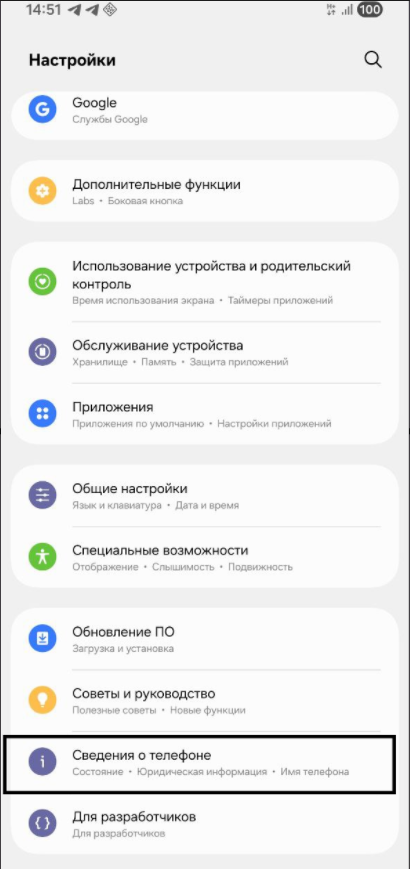 14:51 100
Настройки
Google
Службы Google
Дополнительные функции
Labs • Боковая кнопка
Использование устройства и родительский
контроль
Время использования экрана • Таймеры приложений
Обслуживание устройства
Хранилище • Память • Защита приложений
Приложения
Приложения по умолчанию • Настройки приложений
Общие настройки
Язык и клавиатура • Дата и время
Специальные возможности
Отображение • Слышимость • Подвижность
Обновление ПО
Загрузка и установка
Советы и руководство
Полезные советы • Новые функции
Сведения о телефоне
Состояние • Юридическая информация • Имя телефона
Для разработчиков
Для разработчиков